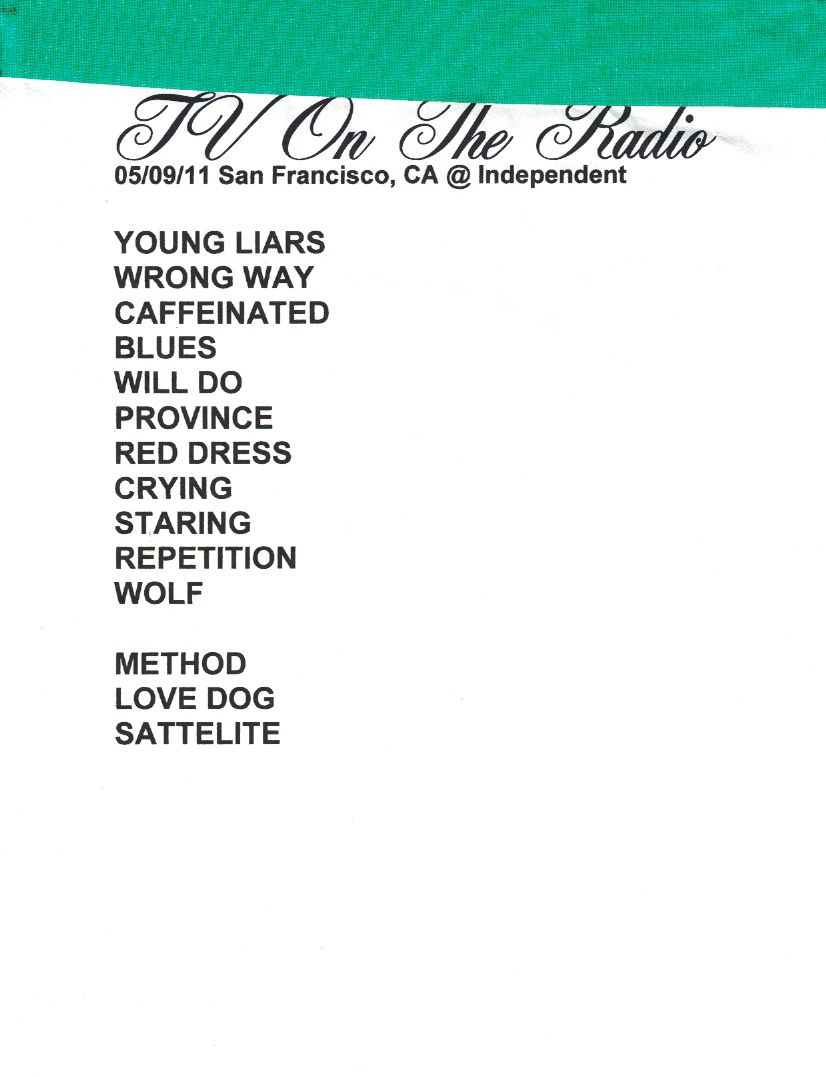 TV On The Radio
05/09/11 San Francisco, CA @ Independent
YOUNG LIARS
WRONG WAY
CAFFEINATED
BLUES
WILL DO
PROVINCE
RED DRESS
CRYING
STARING
REPETITION
WOLF
METHOD
LOVE DOG
SATTELITE